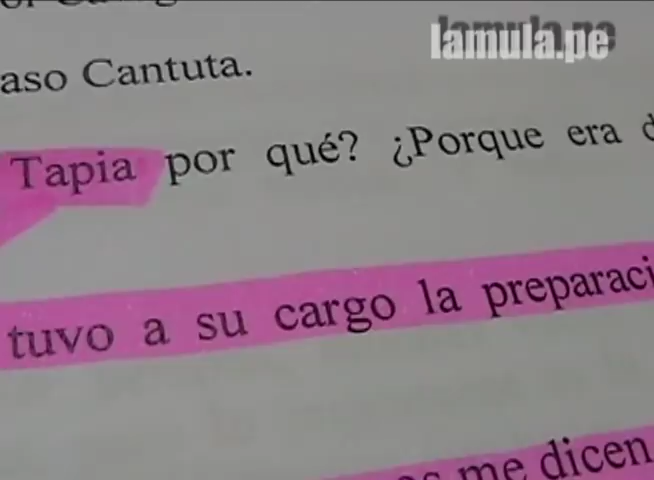 lamula.pe
aso Cantuta.
Tapia por qué? ¿Porque era
tuvo a su cargo la preparaci
me dicen